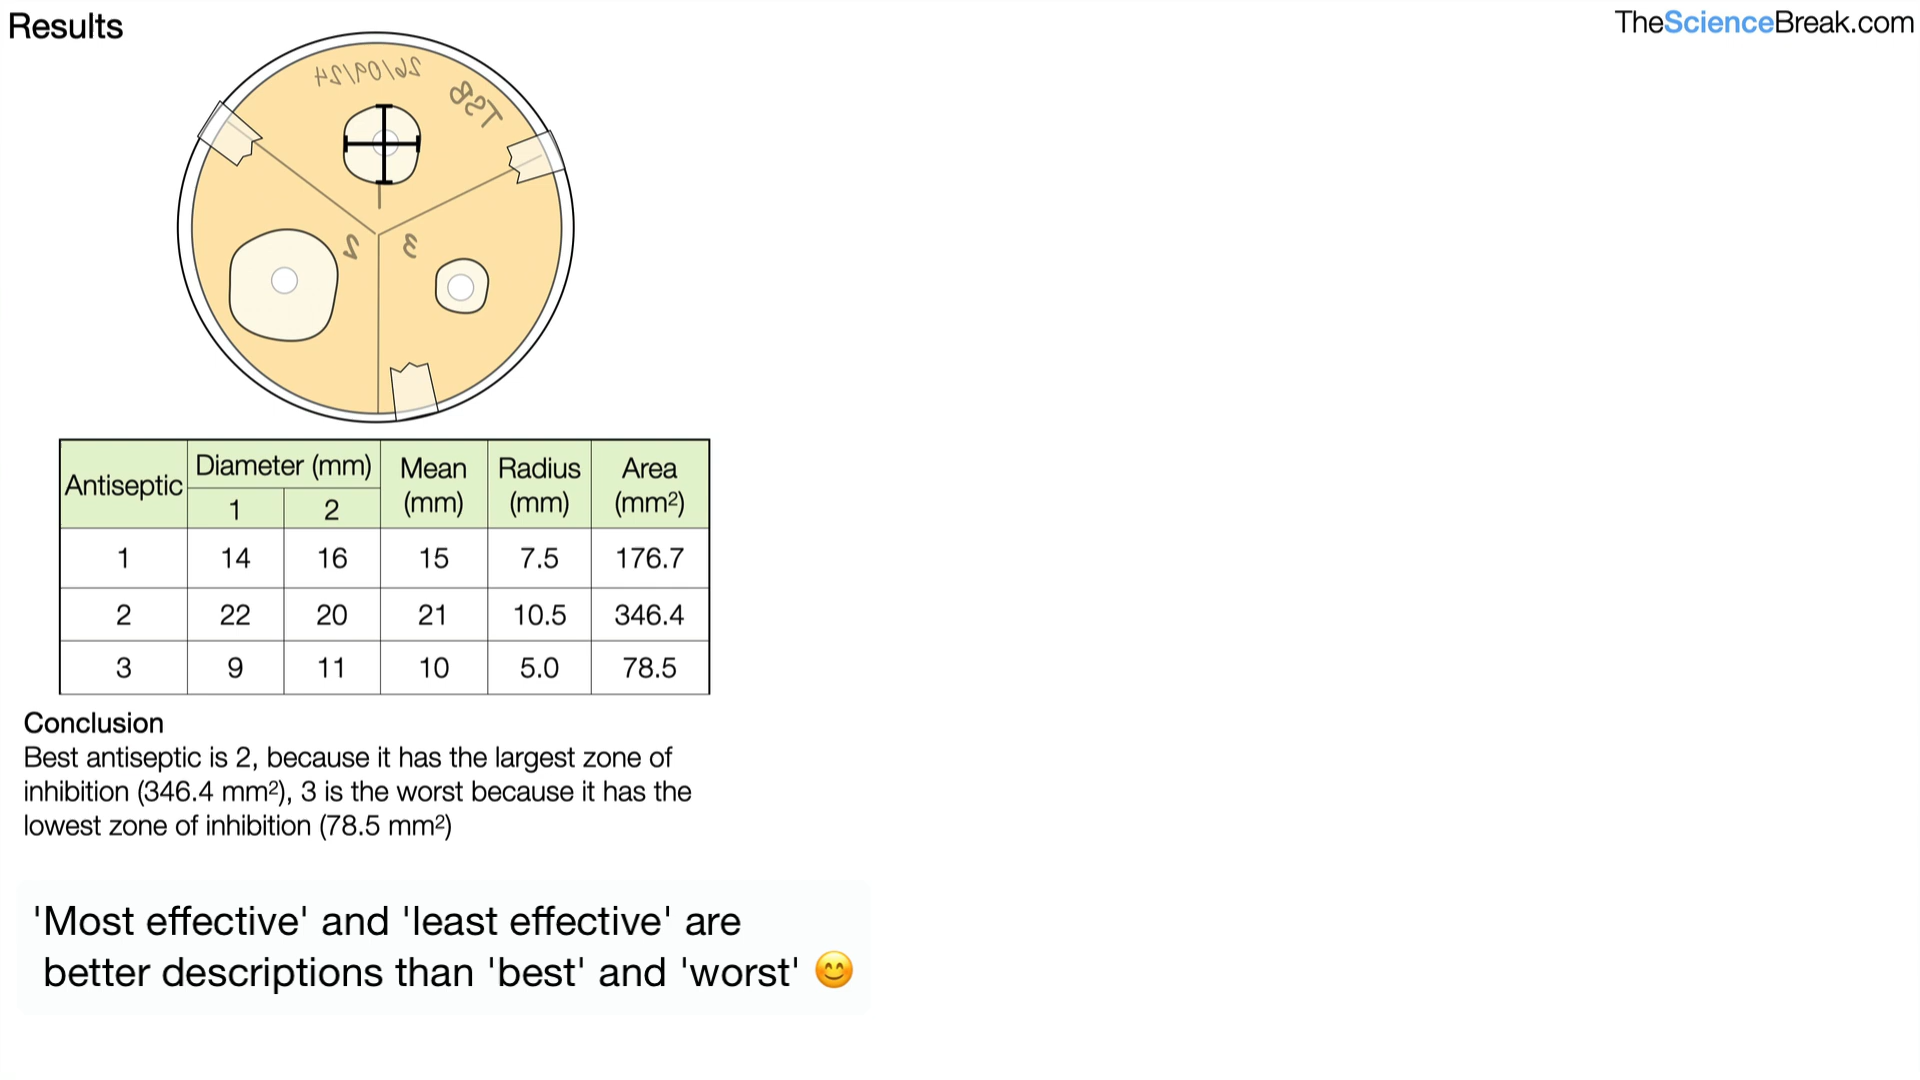 Results
TheScienceBreak.com
26/09/24
TSB
1
2
3
Antiseptic
Diameter (mm)
Mean (mm)
Radius (mm)
Area (mm²)
1 2
1 14 16 15 7.5 176.7
2 22 20 21 10.5 346.4
3 9 11 10 5.0 78.5
Conclusion
Best antiseptic is 2, because it has the largest zone of
inhibition (346.4 mm²), 3 is the worst because it has the
lowest zone of inhibition (78.5 mm²)
'Most effective' and 'least effective' are
better descriptions than 'best' and 'worst' 😊